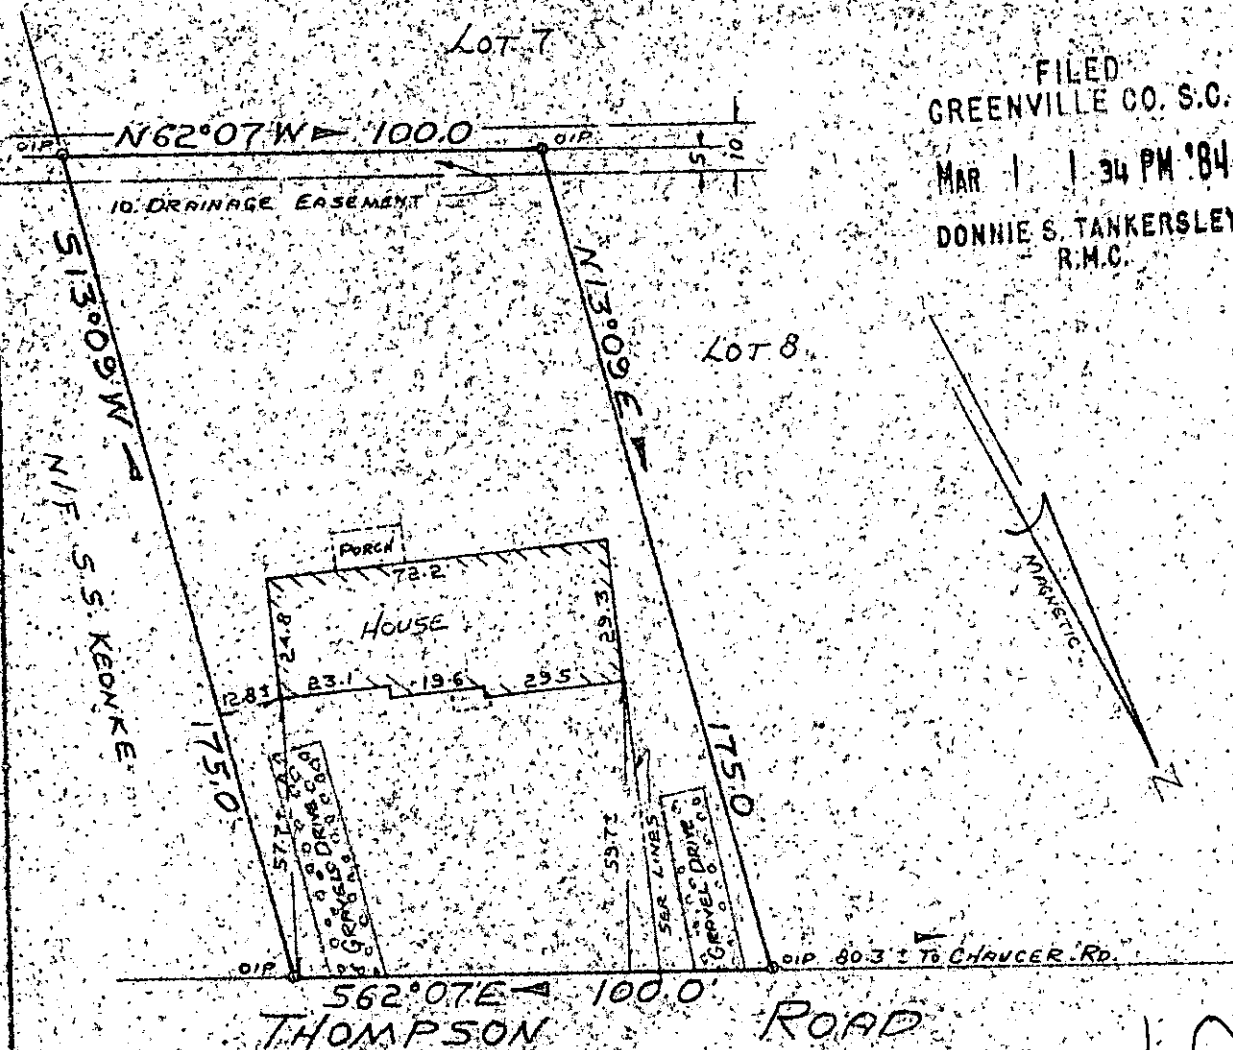 LOT 7
FILED
GREENVILLE CO. S.C.
MAR 1 1 34 PM '84
DONNIE S. TANKERSLEY
R.M.C.
OIP
N62°07'W 100.0
OIP
5
10
10' DRAINAGE EASEMENT
S 13°09'W
175.0
N 13°09'E
175.0
LOT 8
N/F S.S. KEONKE
MAGNETIC
N
PORCH
72.2
HOUSE
24.8
29.3
12.8±
23.1
19.6
29.5
57.7±
GRAVEL DRIVE
59.7±
SER LINES
GRAVEL DRIVE
OIP
OIP
80.3± TO CHAUCER RD.
S62°07'E 100.0'
THOMPSON ROAD